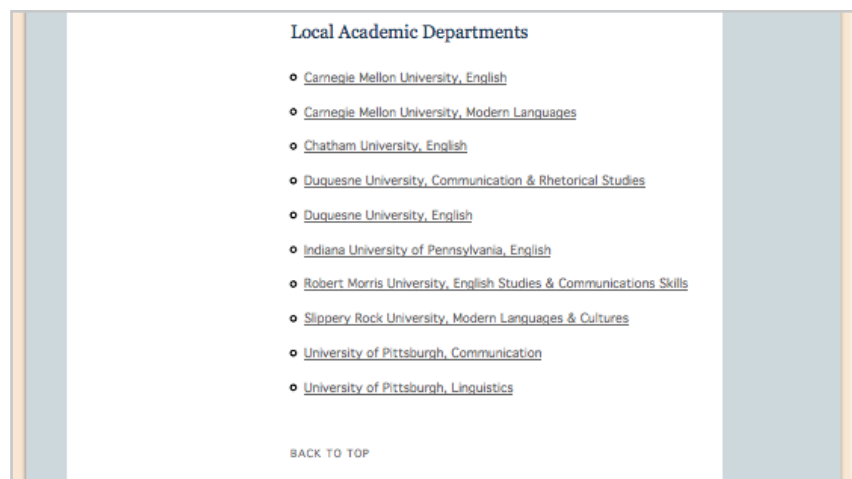 Local Academic Departments
Carnegie Mellon University, English
Carnegie Mellon University, Modern Languages
Chatham University, English
Duquesne University, Communication & Rhetorical Studies
Duquesne University, English
Indiana University of Pennsylvania, English
Robert Morris University, English Studies & Communications Skills
Slippery Rock University, Modern Languages & Cultures
University of Pittsburgh, Communication
University of Pittsburgh, Linguistics
BACK TO TOP